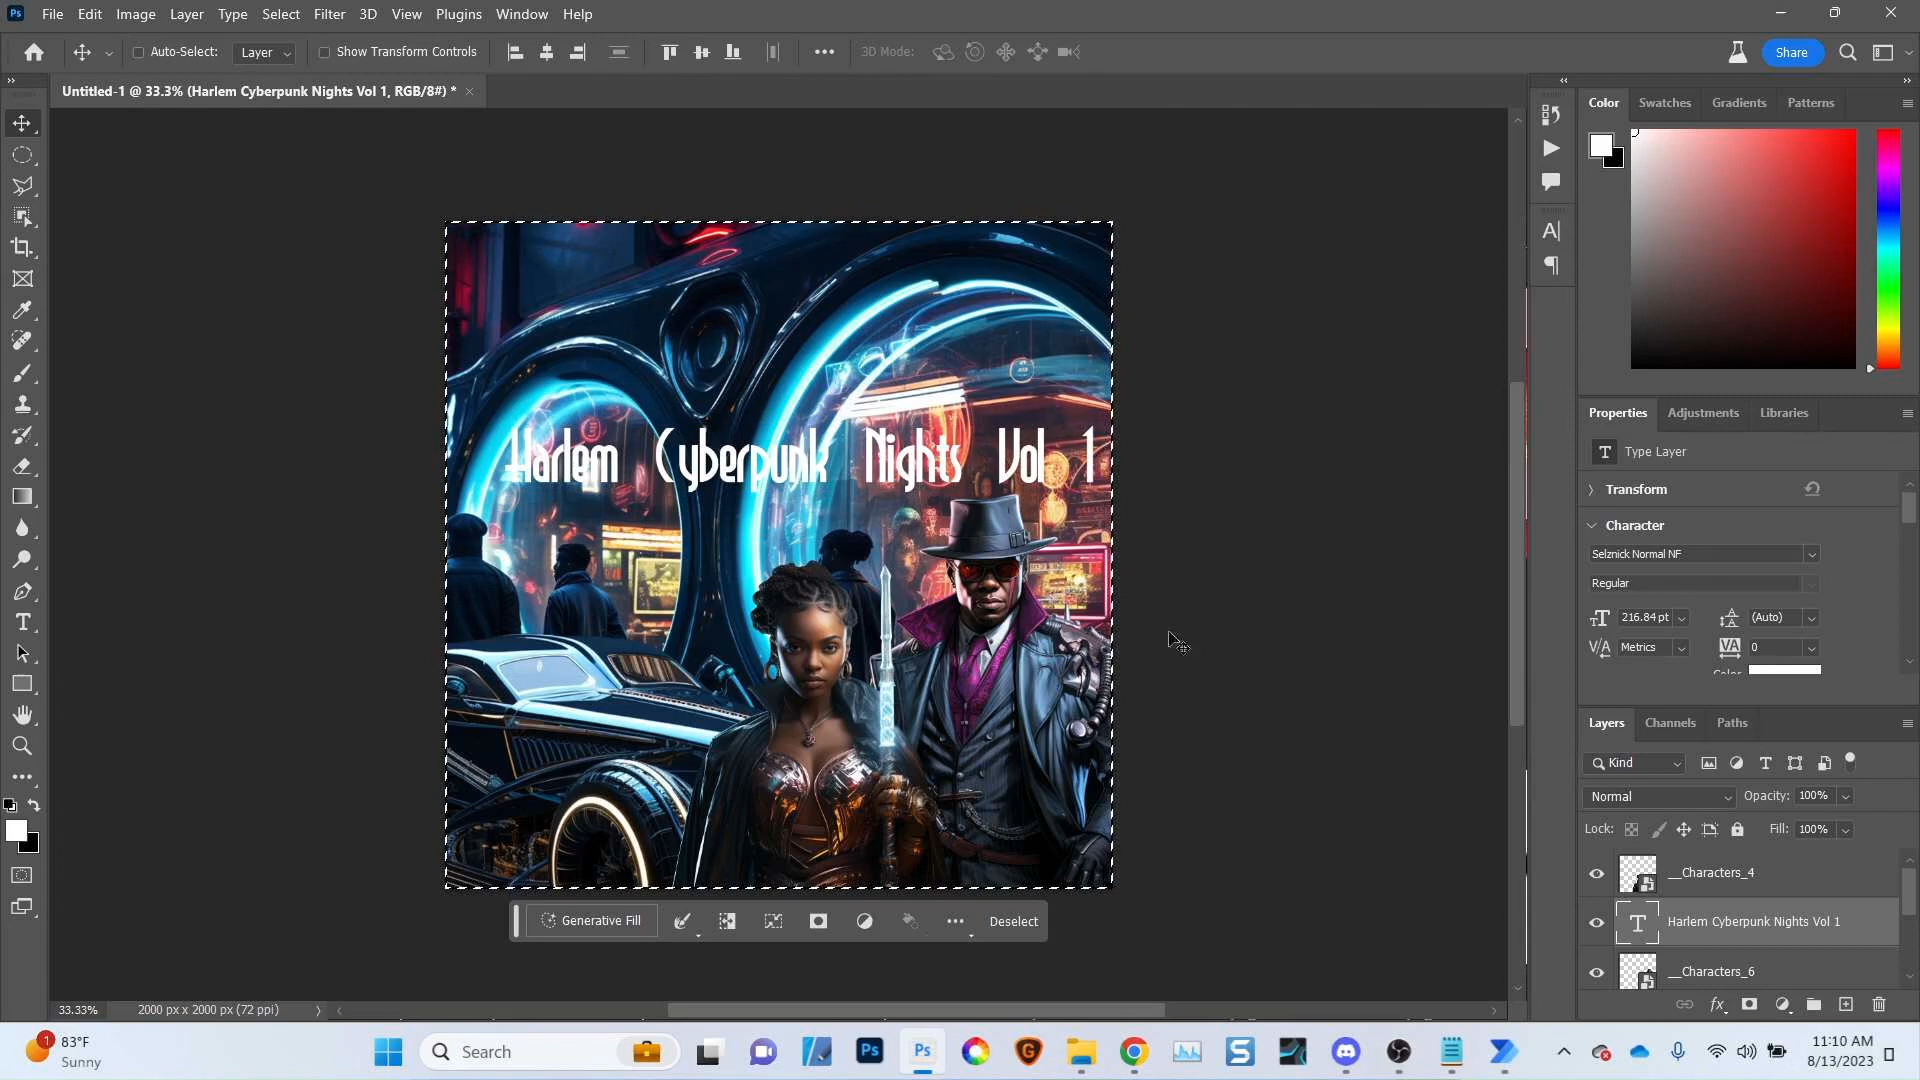 Ps File Edit Image Layer Type Select Filter 3D View Plugins Window Help
Auto-Select: Layer Show Transform Controls 3D Mode: Share
Untitled-1 @ 33.3% (Harlem Cyberpunk Nights Vol 1, RGB/8#) *
Color Swatches Gradients Patterns
Harlem Cyberpunk Nights Vol 1
Properties Adjustments Libraries
T Type Layer
Transform
Character
Selznick Normal NF
Regular
216.84 pt (Auto)
Metrics 0
Color
Layers Channels Paths
Kind
Normal Opacity: 100%
Lock: Fill: 100%
__Characters_4
Harlem Cyberpunk Nights Vol 1
__Characters_6
Generative Fill Deselect
33.33% 2000 px x 2000 px (72 ppi)
1 83°F
Sunny
Search
Ps Ps
11:10 AM
8/13/2023